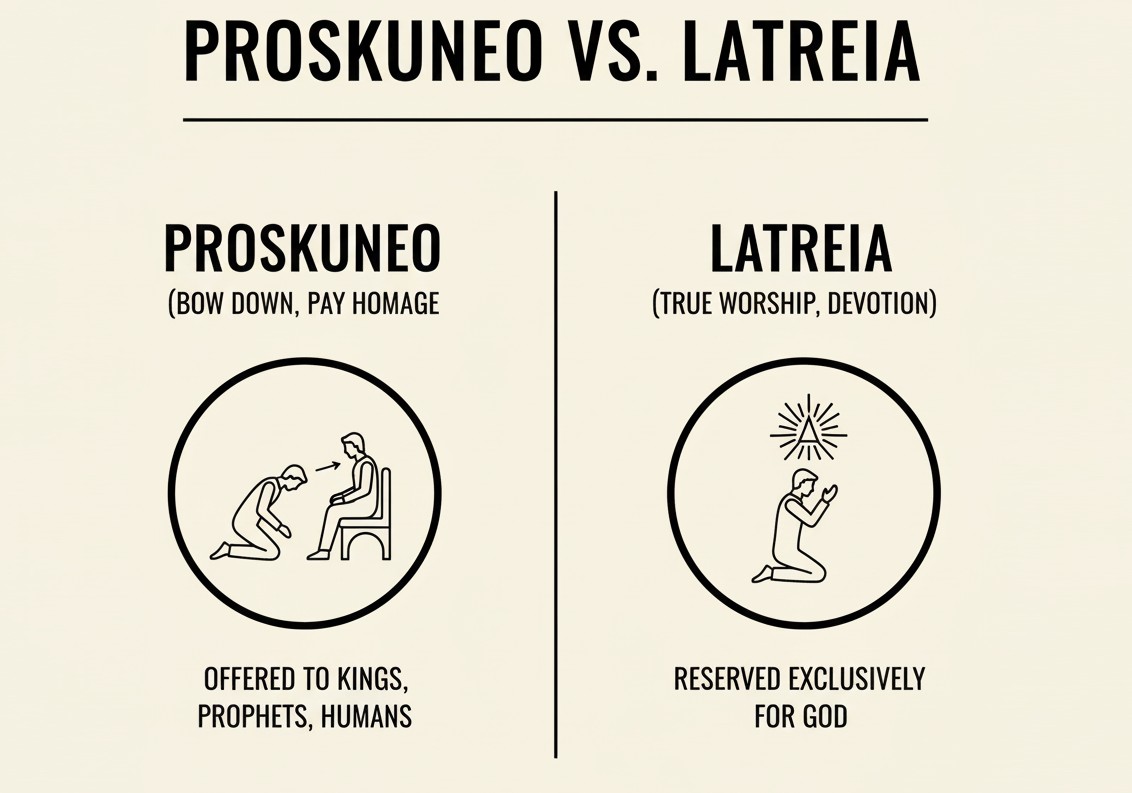 PROSKUNEO VS. LATREIA
PROSKUNEO
(BOW DOWN, PAY HOMAGE
OFFERED TO KINGS,
PROPHETS, HUMANS
LATREIA
(TRUE WORSHIP, DEVOTION)
A
RESERVED EXCLUSIVELY
FOR GOD